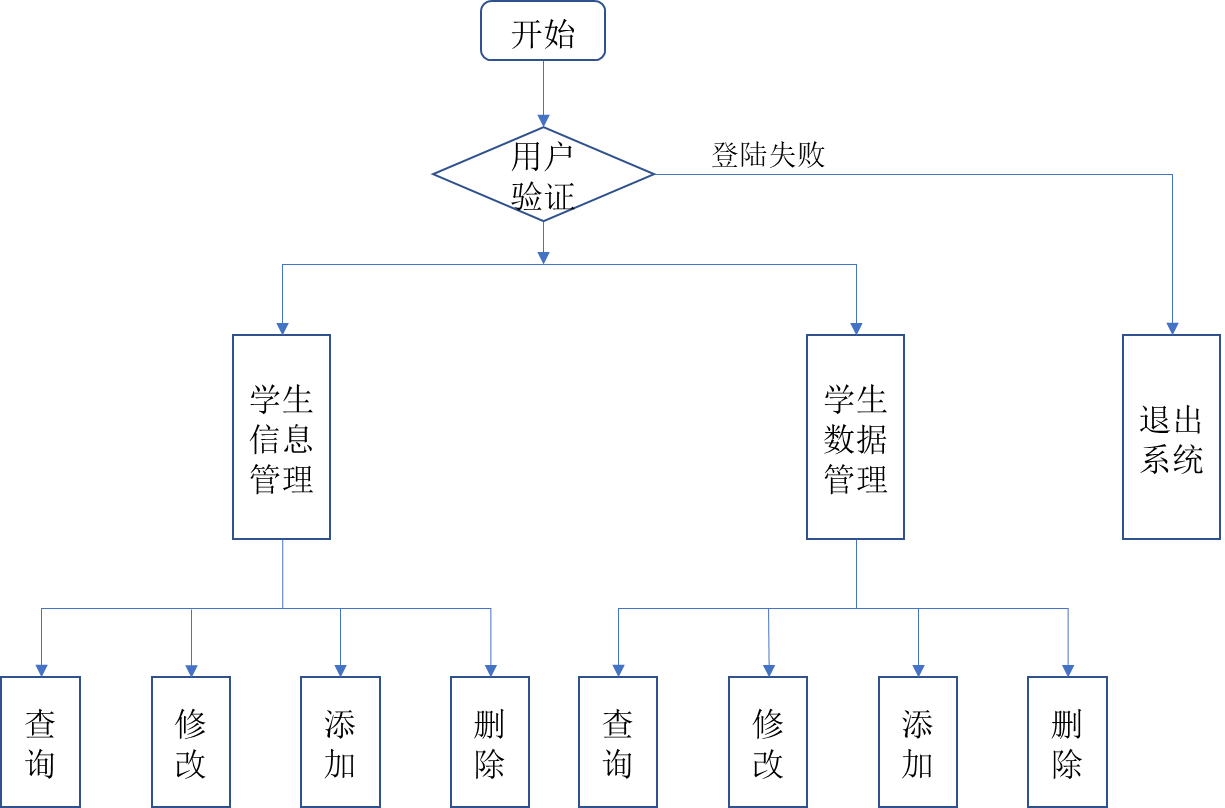 开始
用户
验证
登陆失败
学生
信息
管理
学生
数据
管理
退出
系统
查
询
修
改
添
加
删
除
查
询
修
改
添
加
删
除